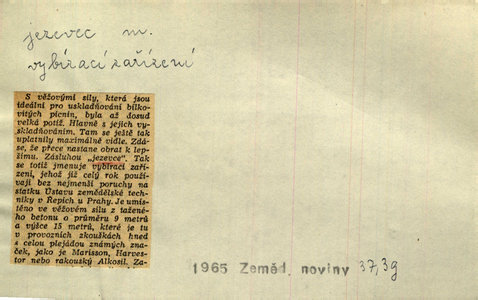 jezevec m.
vybírací zařízení
S věžovými sily, která jsou
ideální pro uskladňování bílko-
vitých pícnin, byla až dosud
velká potíž. Hlavně s jejich vy-
skladňováním. Tam se ještě tak
uplatnily maximálně vidle. Zdá-
se, že přece nastane obrat k lep-
šímu. Zásluhou „jezevce“. Tak
se totiž jmenuje vybírací zaří-
zení, jehož již celý rok použí-
vají bez nejmenší poruchy na
statku Ústavu zemědělské tech-
niky v Řepích u Prahy. Je umís-
těno ve věžovém silu z taženého
betonu o průměru 9 metrů
a výšce 15 metrů, které je tu
v provozních zkouškách hned
s celou plejádou známých zna-
ček, jako je Marisson, Harves-
tor nebo rakouský Alkosil. Za-
1965 Zeměd. noviny 37,3g